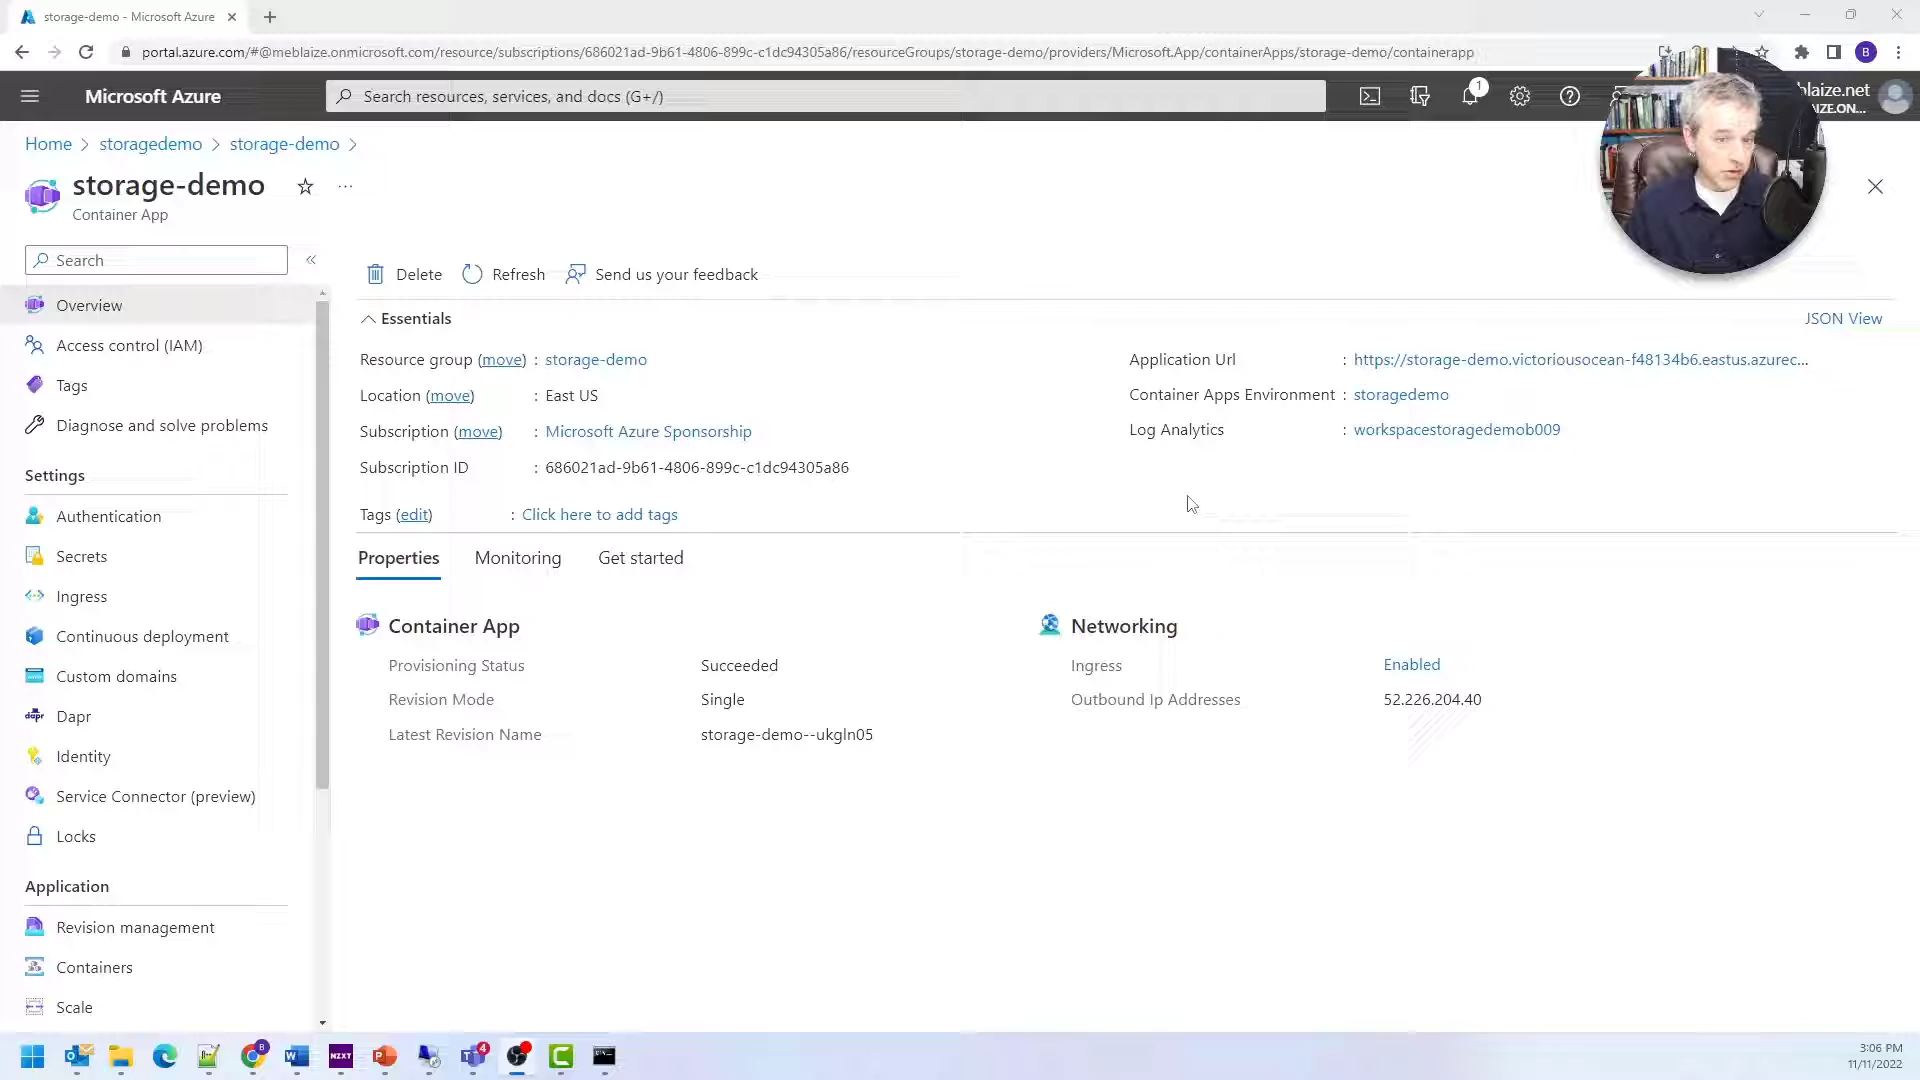 storage-demo - Microsoft Azure
portal.azure.com/#@meblaize.onmicrosoft.com/resource/subscriptions/686021ad-9b61-4806-899c-c1dc94305a86/resourceGroups/storage-demo/providers/Microsoft.App/containerApps/storage-demo/containerapp
B
Microsoft Azure
Search resources, services, and docs (G+/)
1
blaize.net
IZE.ON...
Home > storagedemo > storage-demo >
storage-demo
Container App
Search
Delete
Refresh
Send us your feedback
Overview
Access control (IAM)
Tags
Diagnose and solve problems
Settings
Authentication
Secrets
Ingress
Continuous deployment
Custom domains
dapr Dapr
Identity
Service Connector (preview)
Locks
Application
Revision management
Containers
Scale
Essentials
JSON View
Resource group (move) : storage-demo
Location (move) : East US
Subscription (move) : Microsoft Azure Sponsorship
Subscription ID : 686021ad-9b61-4806-899c-c1dc94305a86
Tags (edit) : Click here to add tags
Application Url : https://storage-demo.victoriousocean-f48134b6.eastus.azurec...
Container Apps Environment : storagedemo
Log Analytics : workspacestoragedemob009
Properties Monitoring Get started
Container App
Provisioning Status Succeeded
Revision Mode Single
Latest Revision Name storage-demo--ukgln05
Networking
Ingress Enabled
Outbound Ip Addresses 52.226.204.40
B
NZXT
4
3:06 PM
11/11/2022